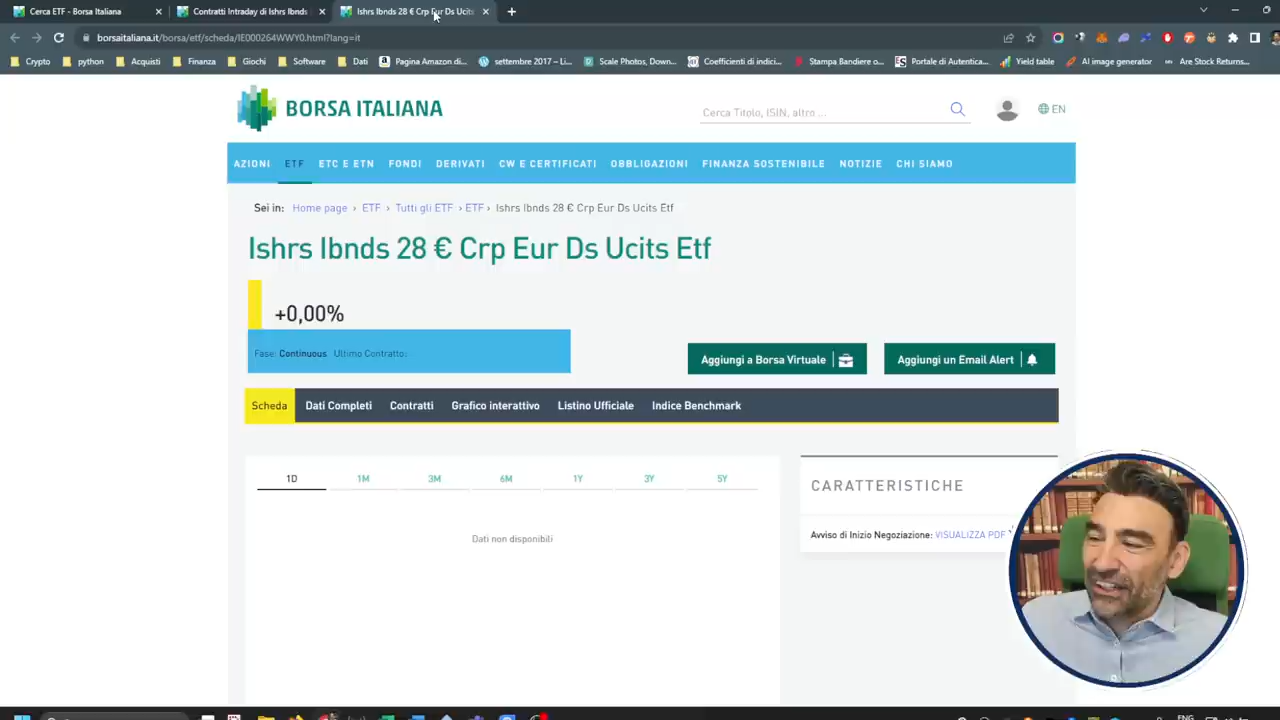 Cerca ETF - Borsa Italiana
Contratti Intraday di Ishrs Ibnds
Ishrs Ibnds 28 € Crp Eur Ds Ucits
borsaitaliana.it/borsa/etf/scheda/IE000264WWY0.html?lang=it
Crypto
python
Acquisti
Finanza
Giochi
Software
Dati
Pagina Amazon di...
settembre 2017 – Li...
Scale Photos, Down...
Coefficienti di indici...
Stampa Bandiere o...
Portale di Autentica...
Yield table
AI image generator
Are Stock Returns...
BORSA ITALIANA
Cerca Titolo, ISIN, altro ...
EN
AZIONI ETF ETC E ETN FONDI DERIVATI CW E CERTIFICATI OBBLIGAZIONI FINANZA SOSTENIBILE NOTIZIE CHI SIAMO
Sei in: Home page › ETF › Tutti gli ETF › ETF › Ishrs Ibnds 28 € Crp Eur Ds Ucits Etf
Ishrs Ibnds 28 € Crp Eur Ds Ucits Etf
+0,00%
Fase: Continuous Ultimo Contratto:
Aggiungi a Borsa Virtuale
Aggiungi un Email Alert
Scheda Dati Completi Contratti Grafico interattivo Listino Ufficiale Indice Benchmark
1D 1M 3M 6M 1Y 3Y 5Y
Dati non disponibili
CARATTERISTICHE
Avviso di Inizio Negoziazione: VISUALIZZA PDF
ENG